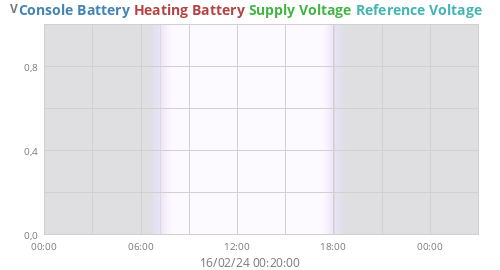 V Console Battery Heating Battery Supply Voltage Reference Voltage
0,8
0,4
0,0
00:00 06:00 12:00 18:00 00:00
16/02/24 00:20:00